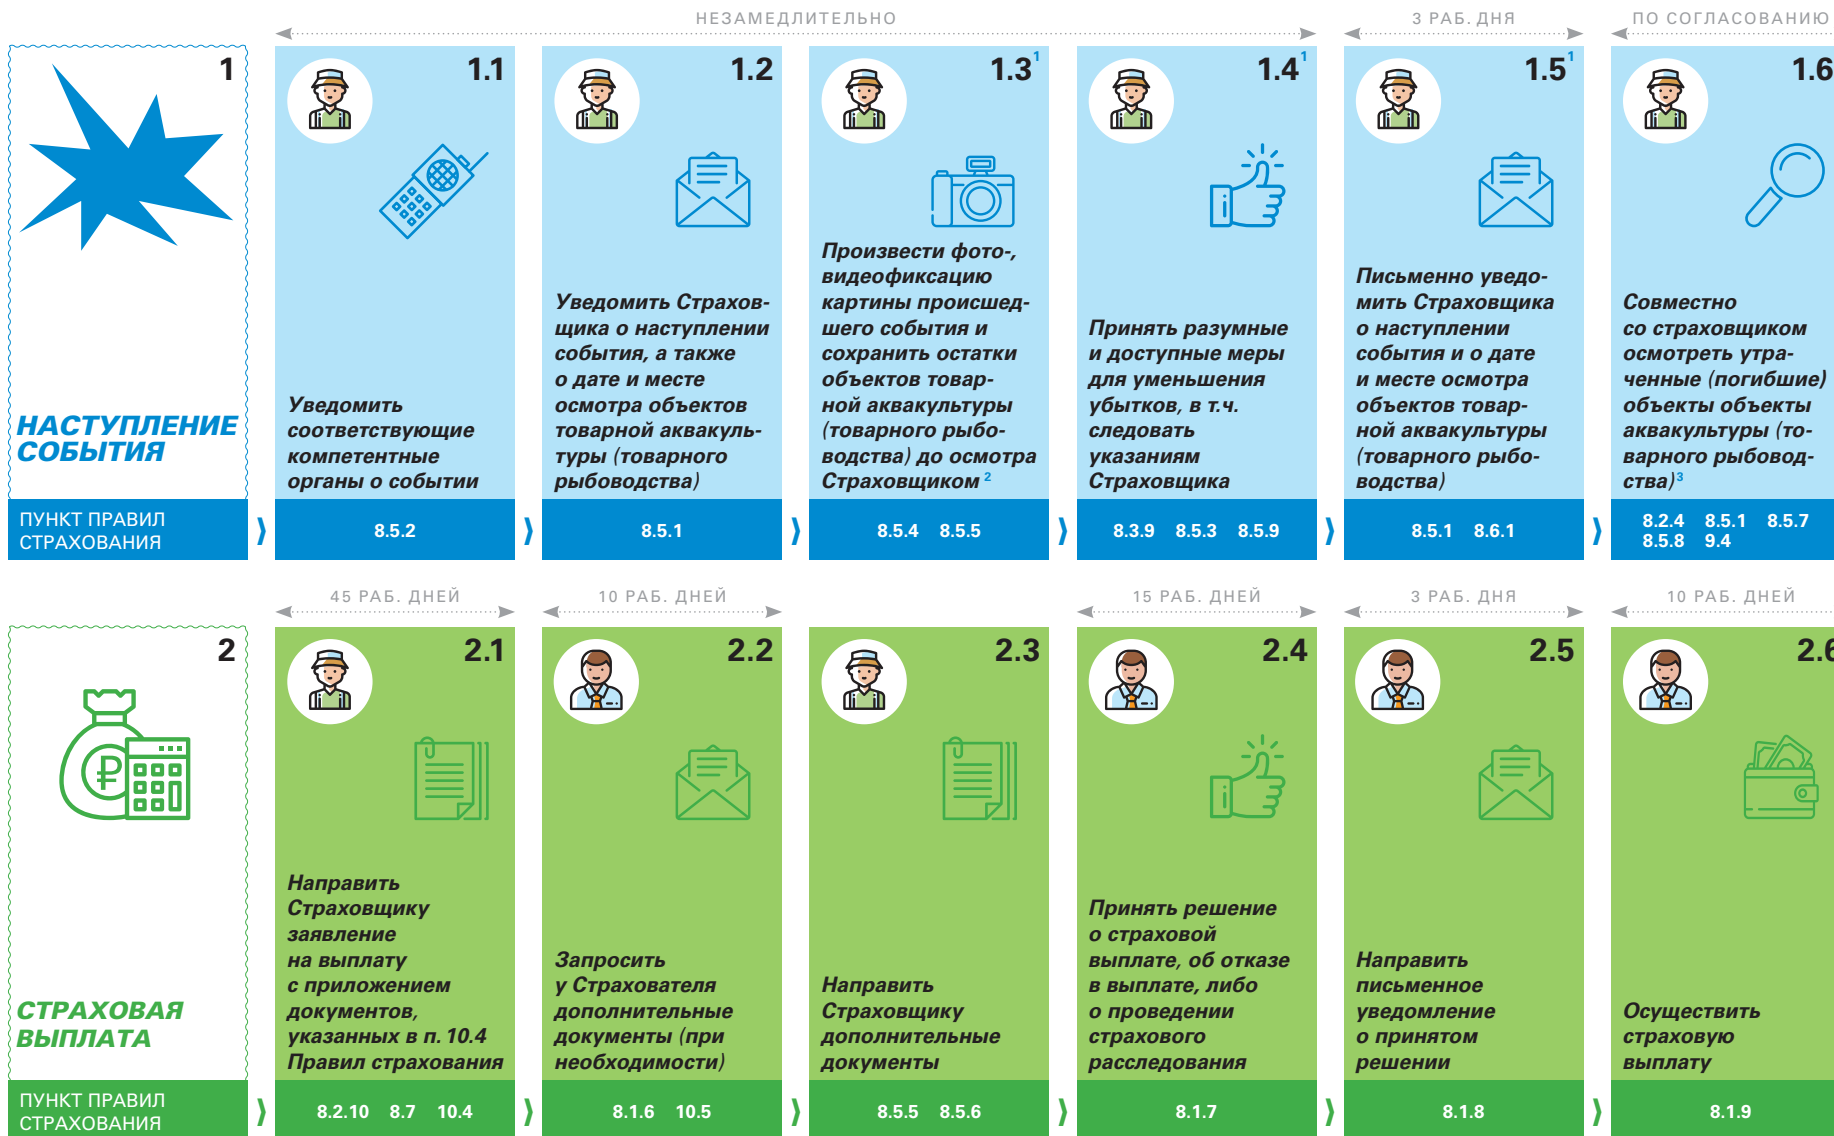 НЕЗАМЕДЛИТЕЛЬНО
3 РАБ. ДНЯ
ПО СОГЛАСОВАНИЮ
1
НАСТУПЛЕНИЕ
СОБЫТИЯ
ПУНКТ ПРАВИЛ
СТРАХОВАНИЯ
1.1
Уведомить
соответствующие
компетентные
органы о событии
8.5.2
1.2
Уведомить Страхов-
щика о наступлении
события, а также
о дате и месте
осмотра объектов
товарной аквакуль-
туры (товарного
рыбоводства)
8.5.1
1.3¹
Произвести фото-,
видеофиксацию
картины происшед-
шего события и
сохранить остатки
объектов товар-
ной аквакультуры
(товарного рыбо-
водства) до осмотра
Страховщиком ²
8.5.4 8.5.5
1.4¹
Принять разумные
и доступные меры
для уменьшения
убытков, в т.ч.
следовать
указаниям
Страховщика
8.3.9 8.5.3 8.5.9
1.5¹
Письменно уведо-
мить Страховщика
о наступлении
события и о дате
и месте осмотра
объектов товар-
ной аквакультуры
(товарного рыбо-
водства)
8.5.1 8.6.1
1.6
Совместно
со страховщиком
осмотреть утра-
ченные (погибшие)
объекты объекты
аквакультуры (то-
варного рыбовод-
ства)³
8.2.4 8.5.1 8.5.7
8.5.8 9.4
45 РАБ. ДНЕЙ
10 РАБ. ДНЕЙ
15 РАБ. ДНЕЙ
3 РАБ. ДНЯ
10 РАБ. ДНЕЙ
2
СТРАХОВАЯ
ВЫПЛАТА
ПУНКТ ПРАВИЛ
СТРАХОВАНИЯ
2.1
Направить
Страховщику
заявление
на выплату
с приложением
документов,
указанных в п. 10.4
Правил страхования
8.2.10 8.7 10.4
2.2
Запросить
у Страхователя
дополнительные
документы (при
необходимости)
8.1.6 10.5
2.3
Направить
Страховщику
дополнительные
документы
8.5.5 8.5.6
2.4
Принять решение
о страховой
выплате, об отказе
в выплате, либо
о проведении
страхового
расследования
8.1.7
2.5
Направить
письменное
уведомление
о принятом
решении
8.1.8
2.6
Осуществить
страховую
выплату
8.1.9